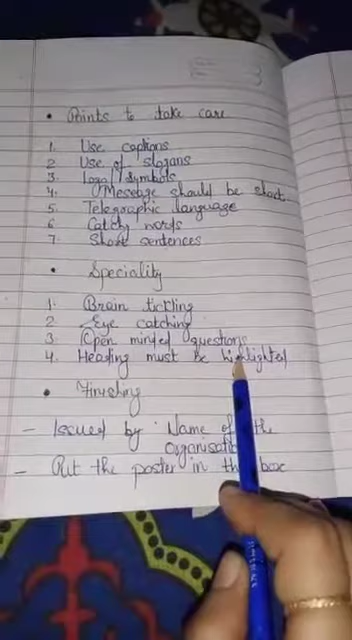 • Points to take care
1. Use captions
2 Use of slogans
3. Logo / symbols
4. Message should be short
5. Telegraphic language
6 Catchy words
7. Short sentences
• Speciality
1. Brain tickling
2 Eye catching
3 Open minded questions
4. Heading must be highlighted
• Finishing
- Issued by : Name of the
Organisatio
- Put the poster in the box